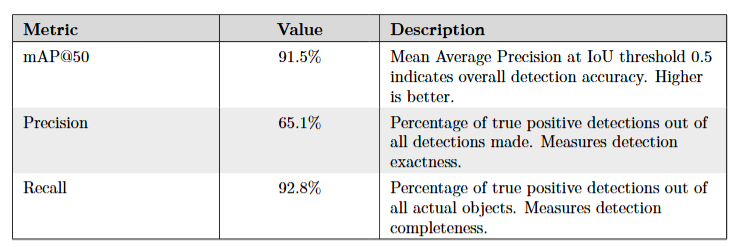 Metric Value Description
mAP@50 91.5% Mean Average Precision at IoU threshold 0.5
indicates overall detection accuracy. Higher
is better.
Precision 65.1% Percentage of true positive detections out of
all detections made. Measures detection
exactness.
Recall 92.8% Percentage of true positive detections out of
all actual objects. Measures detection
completeness.